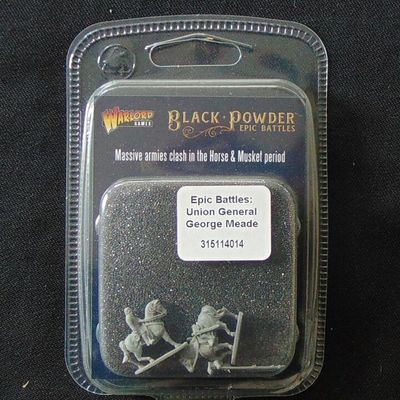 WARLORD
GAMES
BLACK·POWDER™
EPIC BATTLES
Massive armies clash in the Horse & Musket period
Epic Battles:
Union General
George Meade
315114014